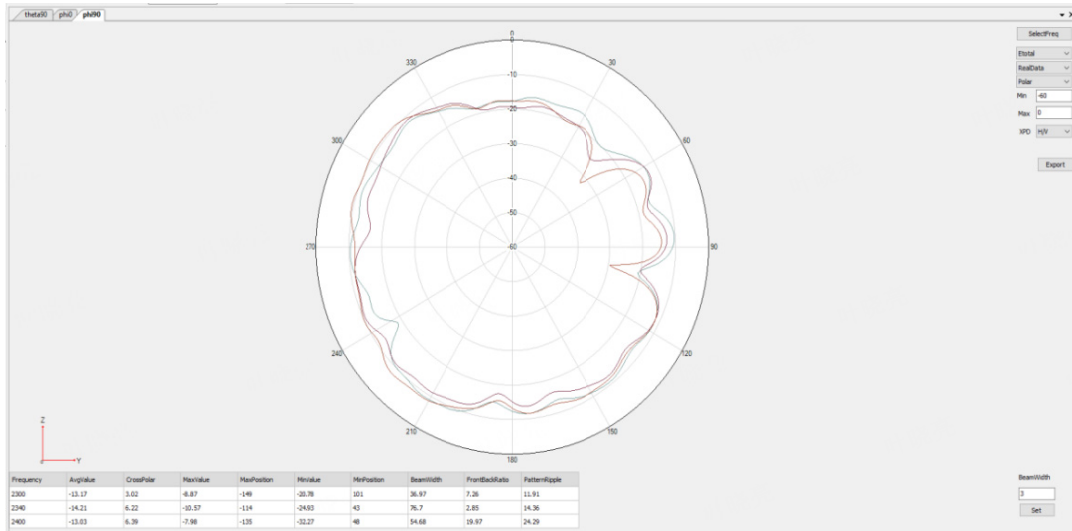 theta90 phi0 phi90
SelectFreq
Etotal
RealData
Polar
Min -60
Max 0
XPD H/V
Export
0
30
60
90
120
150
180
210
240
270
300
330
0
-10
-20
-30
-40
-50
-60
Z
Y
Frequency AvgValue CrossPolar MaxValue MaxPosition MinValue MinPosition BeamWidth FrontBackRatio PatternRipple
2300 -13.17 3.02 -8.87 -149 -20.78 101 36.97 7.26 11.91
2340 -14.21 6.22 -10.57 -114 -24.93 43 76.7 2.85 14.36
2400 -13.03 6.39 -7.98 -135 -32.27 48 54.68 19.97 24.29
BeamWidth
3
Set